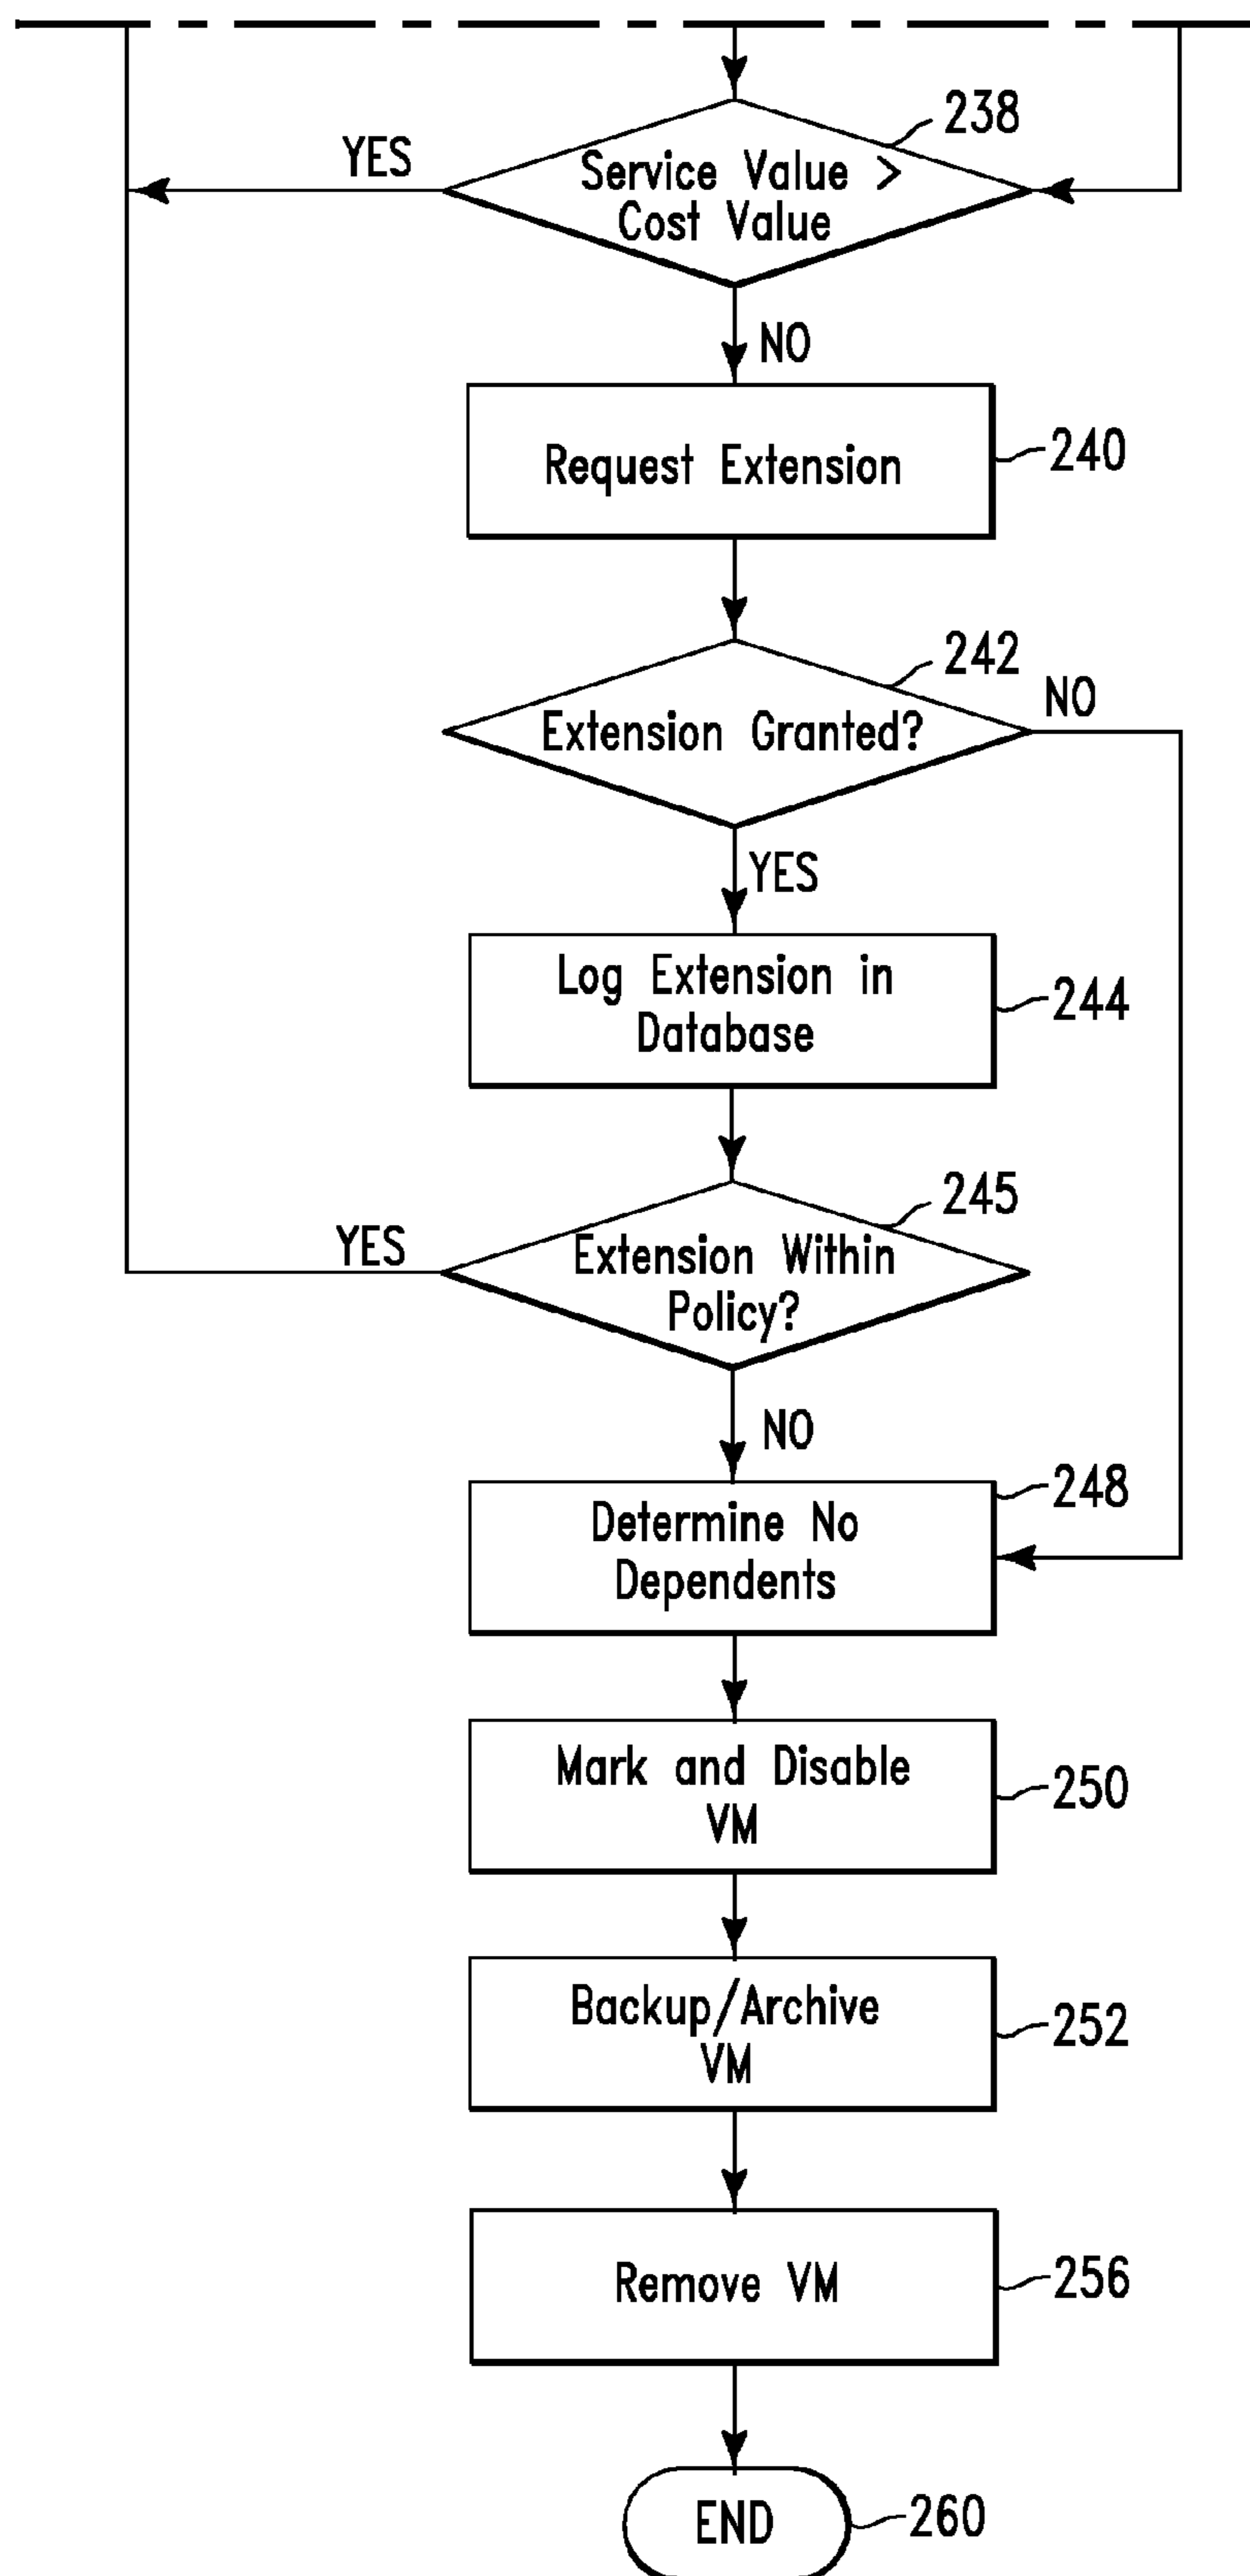 238
YES
Service Value >
Cost Value
NO
Request Extension
240
242
NO
Extension Granted?
YES
Log Extension in
Database
244
245
YES
Extension Within
Policy?
NO
248
Determine No
Dependents
Mark and Disable
VM
250
Backup/Archive
VM
252
Remove VM
256
END
260